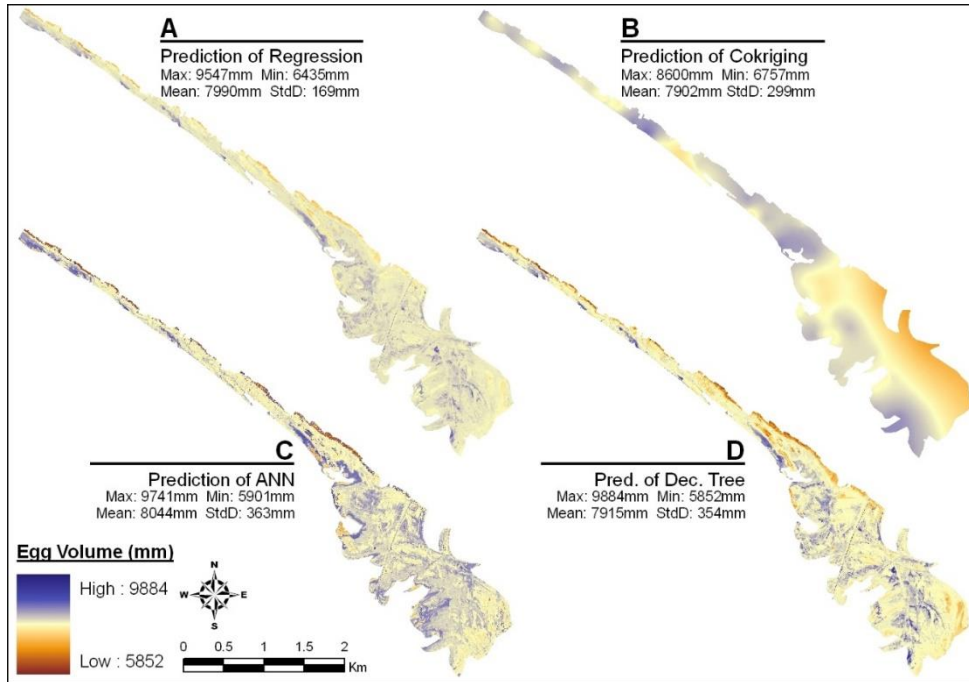 A
Prediction of Regression
Max: 9547mm Min: 6435mm
Mean: 7990mm StdD: 169mm
B
Prediction of Cokriging
Max: 8600mm Min: 6757mm
Mean: 7902mm StdD: 299mm
C
Prediction of ANN
Max: 9741mm Min: 5901mm
Mean: 8044mm StdD: 363mm
D
Pred. of Dec. Tree
Max: 9884mm Min: 5852mm
Mean: 7915mm StdD: 354mm
Egg Volume (mm)
High : 9884
Low : 5852
N
W E
S
0 0.5 1 1.5 2
Km